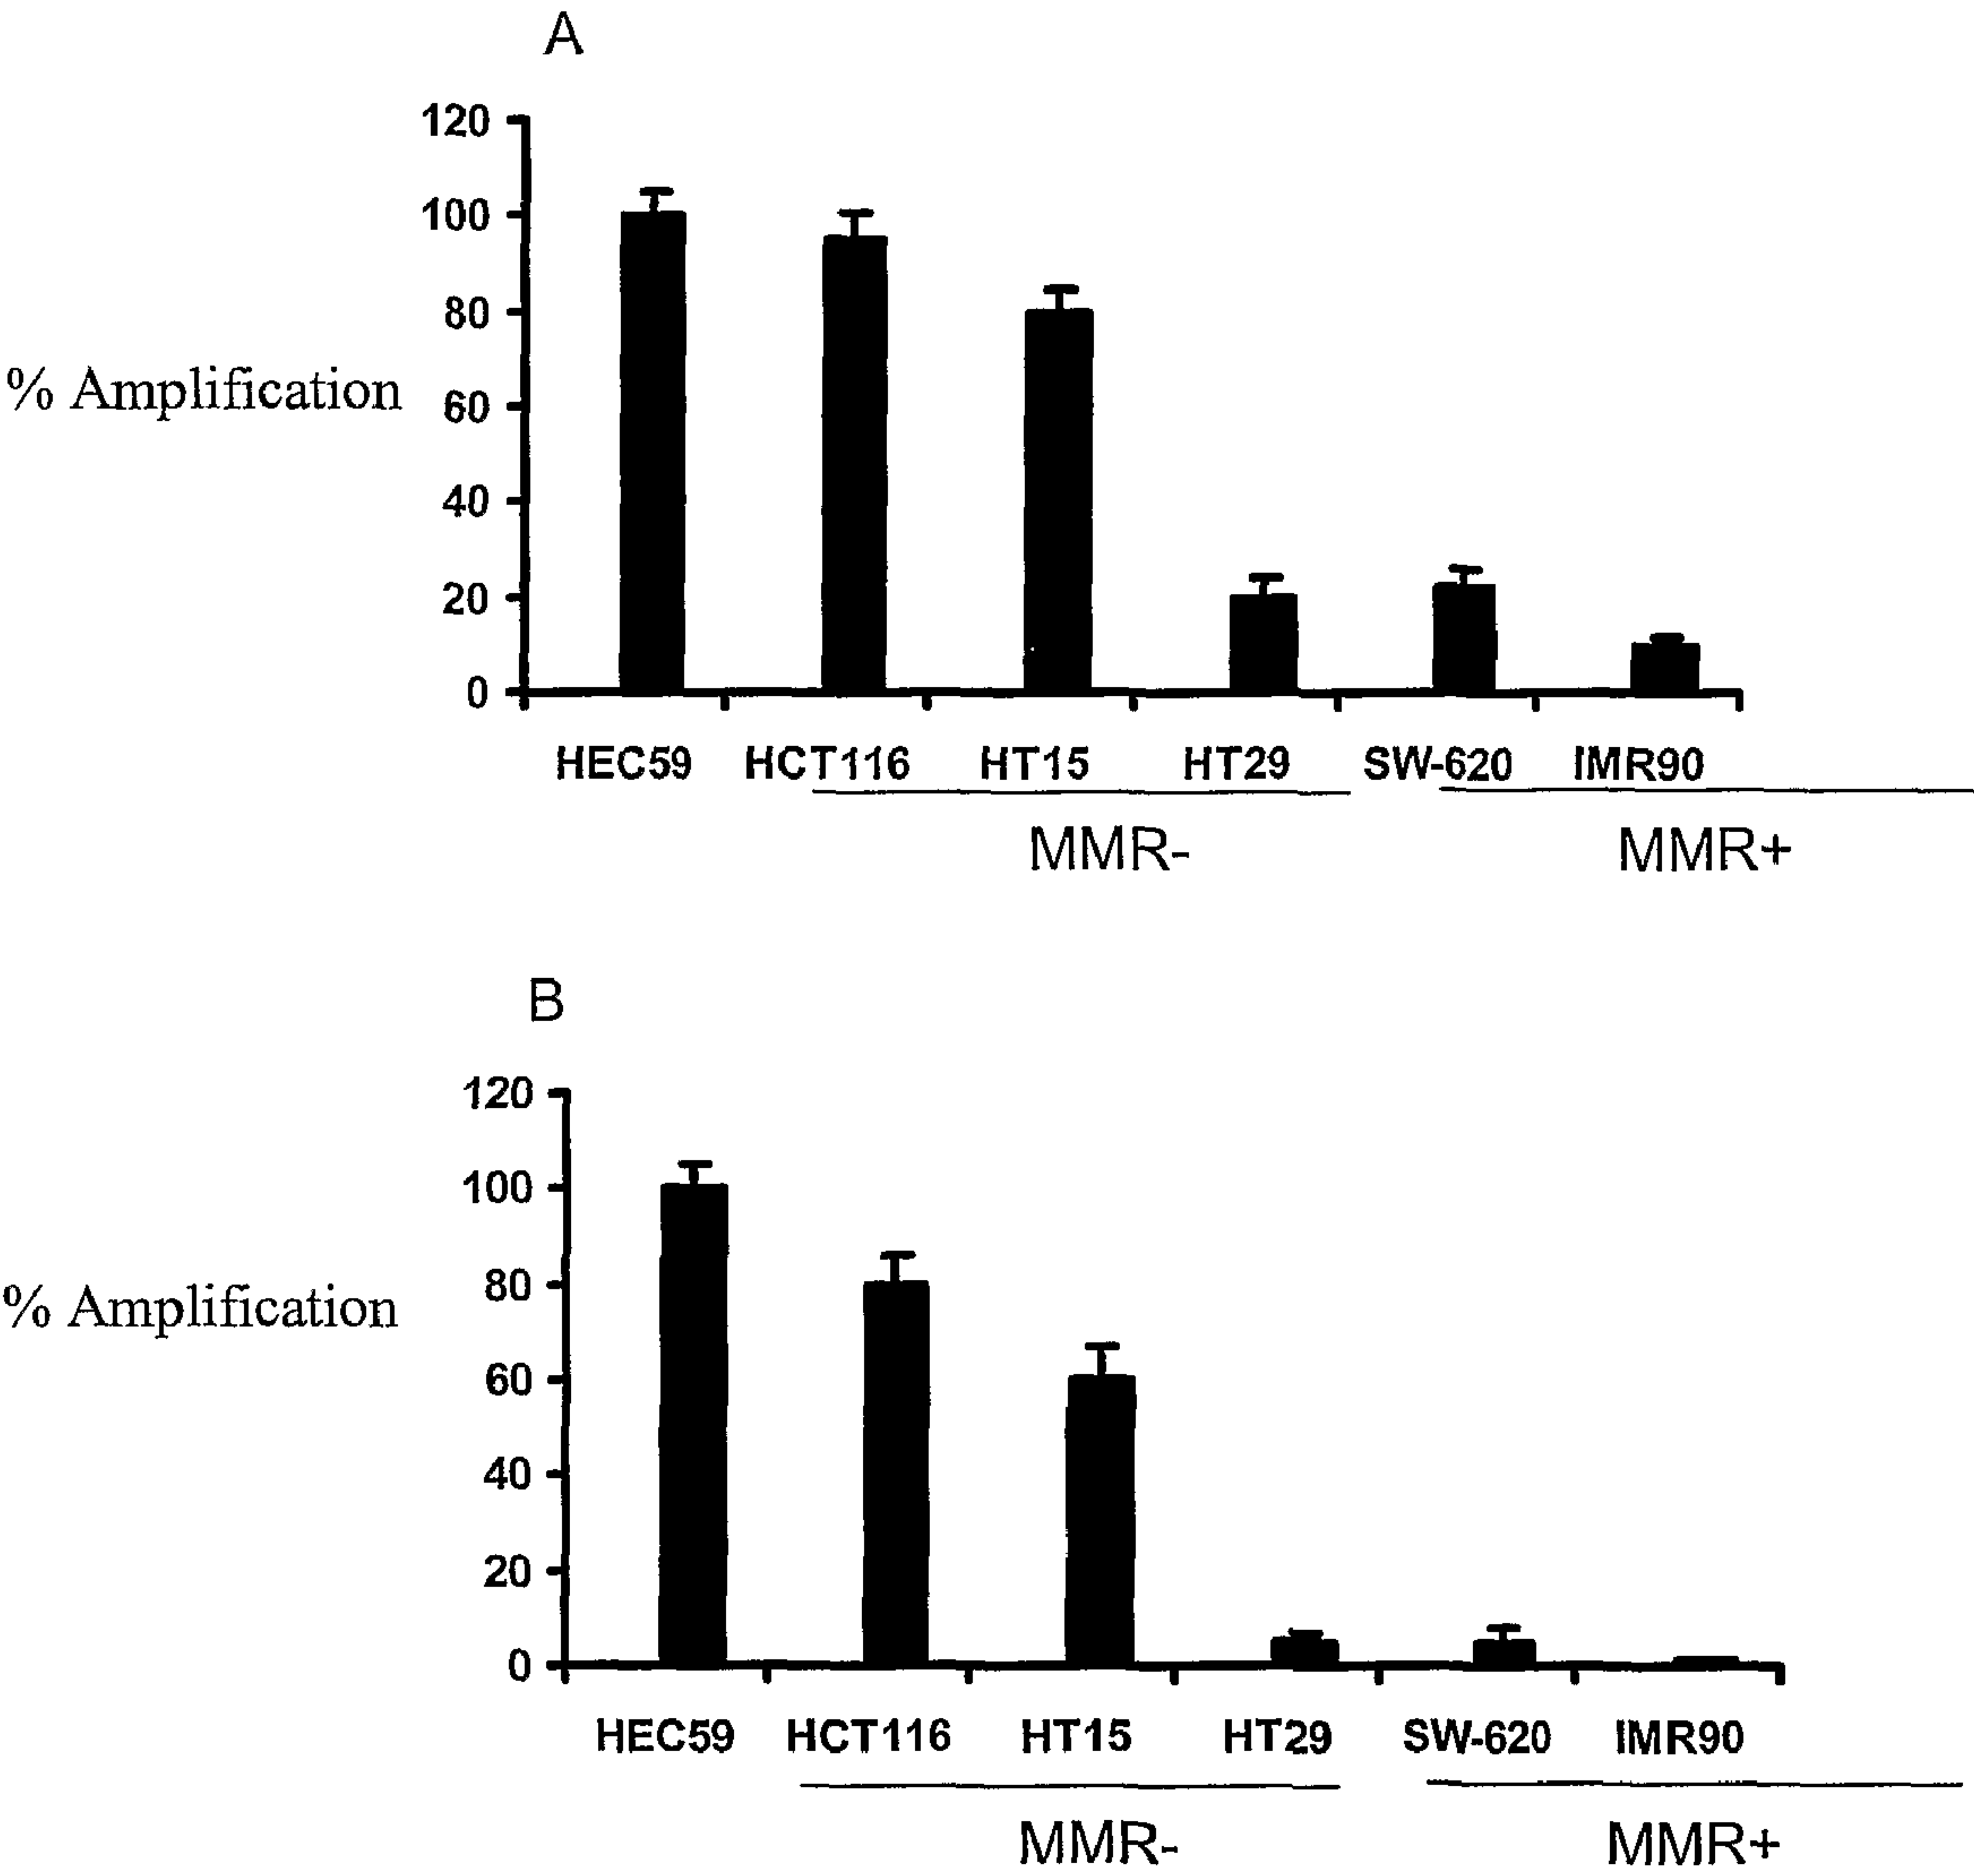 A
120
100
80
% Amplification
60
40
20
0
HEC59 HCT116 HT15 HT29 SW-620 IMR90
MMR- MMR+
B
120
100
80
% Amplification
60
40
20
0
HEC59 HCT116 HT15 HT29 SW-620 IMR90
MMR- MMR+